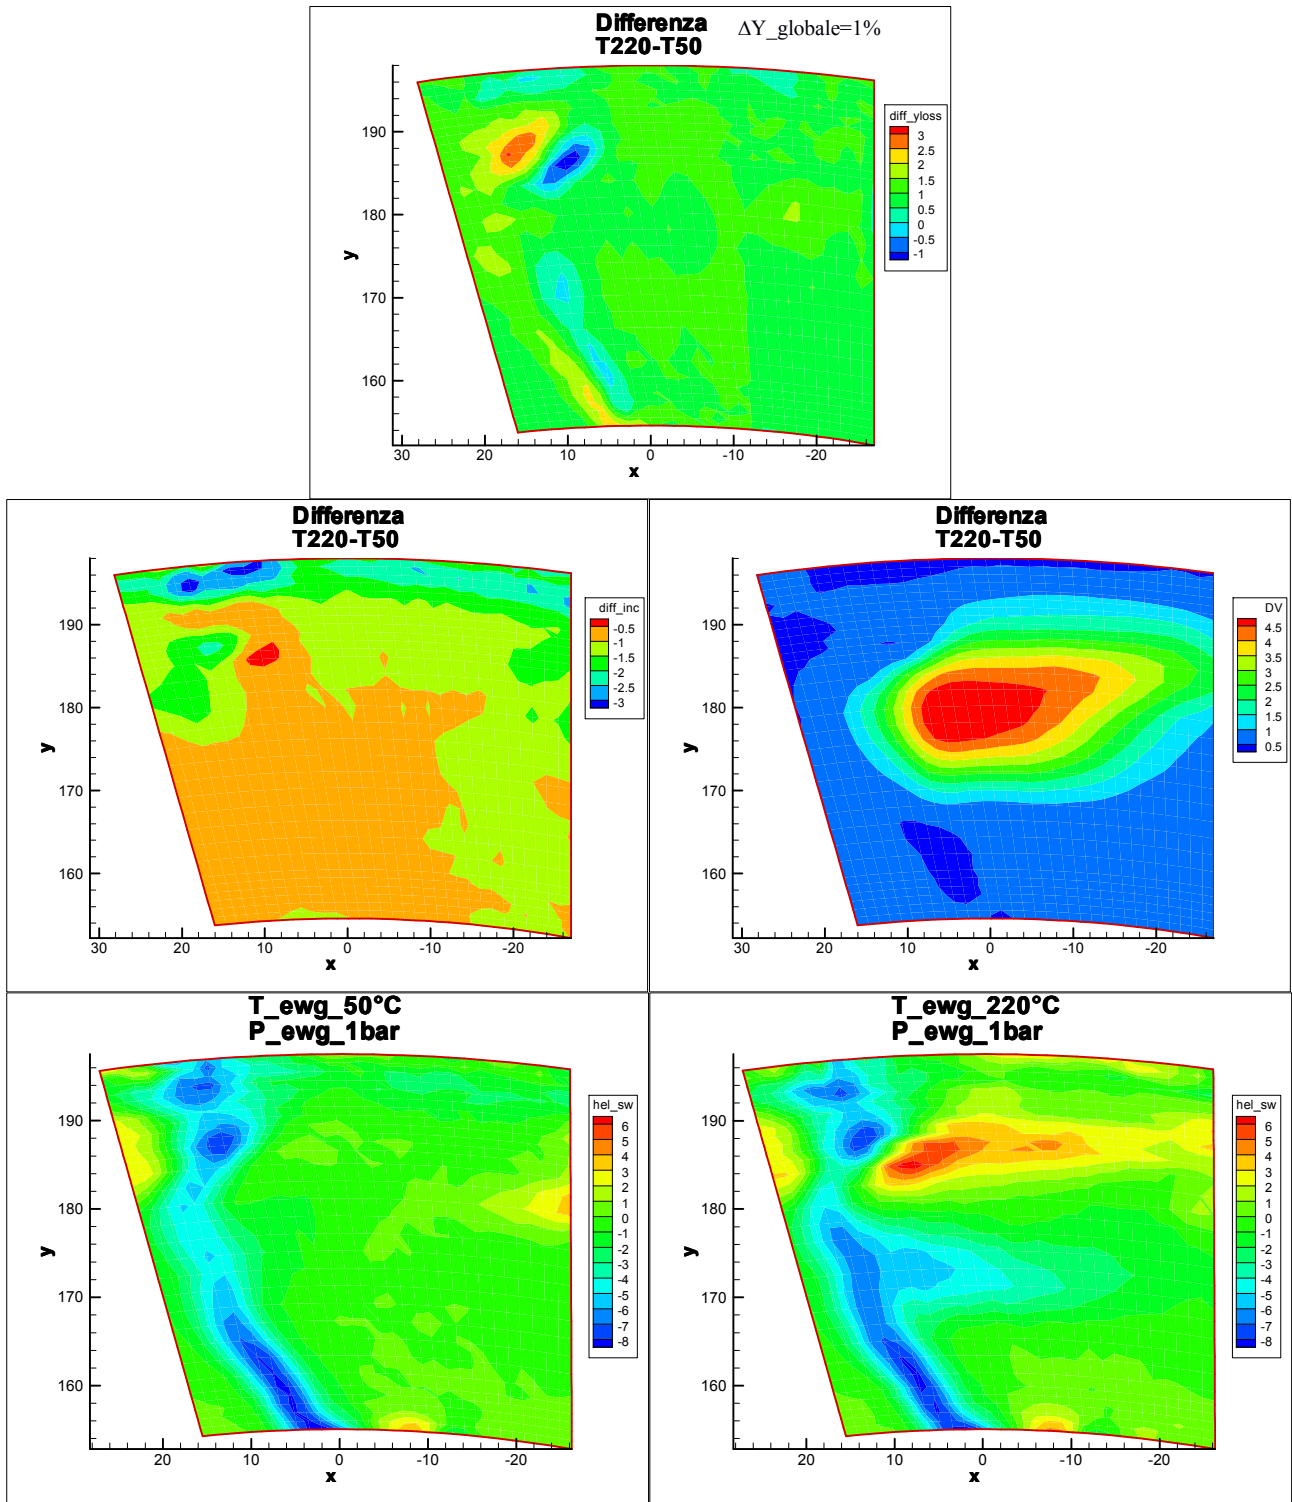 Differenza
T220-T50
ΔY_globale=1%
diff_yloss
3
2.5
2
1.5
1
0.5
0
-0.5
-1
190
180
170
160
y
30 20 10 0 -10 -20
x
Differenza
T220-T50
diff_inc
-0.5
-1
-1.5
-2
-2.5
-3
190
180
170
160
y
30 20 10 0 -10 -20
x
Differenza
T220-T50
DV
4.5
4
3.5
3
2.5
2
1.5
1
0.5
190
180
170
160
y
30 20 10 0 -10 -20
x
T_ewg_50°C
P_ewg_1bar
hel_sw
6
5
4
3
2
1
0
-1
-2
-3
-4
-5
-6
-7
-8
190
180
170
160
y
20 0 -20
x
T_ewg_220°C
P_ewg_1bar
hel_sw
6
5
4
3
2
1
0
-1
-2
-3
-4
-5
-6
-7
-8
190
180
170
160
y
20 0 -20
x